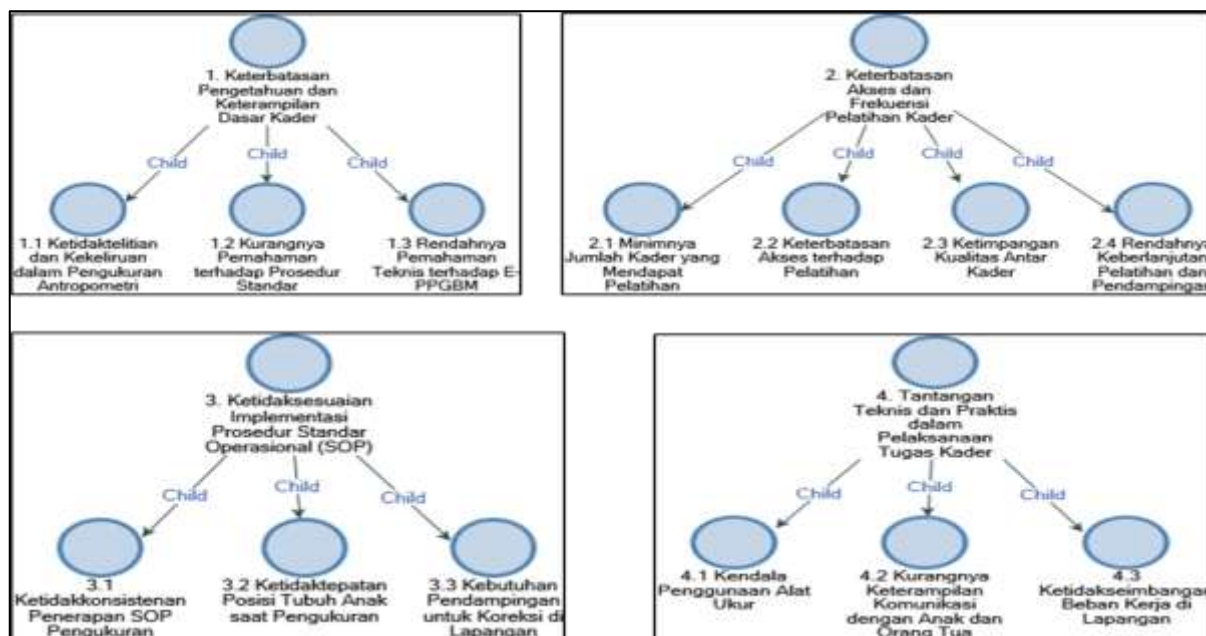 1. Keterbatasan
Pengetahuan dan
Keterampilan
Dasar Kader
Child
Child
Child
1.1 Ketidaktelitian
dan Kekeliruan
dalam Pengukuran
Antropometri
1.2 Kurangnya
Pemahaman
terhadap Prosedur
Standar
1.3 Rendahnya
Pemahaman
Teknis terhadap E-
PPGBM
2. Keterbatasan
Akses dan
Frekuensi
Pelatihan Kader
Child
Child
Child
Child
2.1 Minimnya
Jumlah Kader yang
Mendapat
Pelatihan
2.2 Keterbatasan
Akses terhadap
Pelatihan
2.3 Ketimpangan
Kualitas Antar
Kader
2.4 Rendahnya
Keberlanjutan
Pelatihan dan
Pendampingan
3. Ketidaksesuaian
Implementasi
Prosedur Standar
Operasional (SOP)
Child
Child
Child
3.1
Ketidakkonsistenan
Penerapan SOP
Pengukuran
3.2 Ketidaktepatan
Posisi Tubuh Anak
saat Pengukuran
3.3 Kebutuhan
Pendampingan
untuk Koreksi di
Lapangan
4. Tantangan
Teknis dan Praktis
dalam
Pelaksanaan
Tugas Kader
Child
Child
Child
4.1 Kendala
Penggunaan Alat
Ukur
4.2 Kurangnya
Keterampilan
Komunikasi
dengan Anak dan
Orang Tua
4.3
Ketidakseimbangan
Beban Kerja di
Lapangan